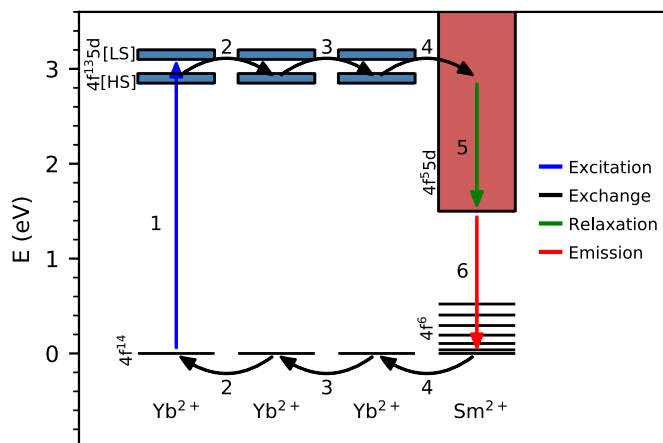 E (eV)
3
2
1
0
4f¹³5d
[LS]
[HS]
4f¹⁴
1
2
3
4
5
6
2
3
4
4f⁵5d
4f⁶
Yb²⁺
Yb²⁺
Yb²⁺
Sm²⁺
Excitation
Exchange
Relaxation
Emission